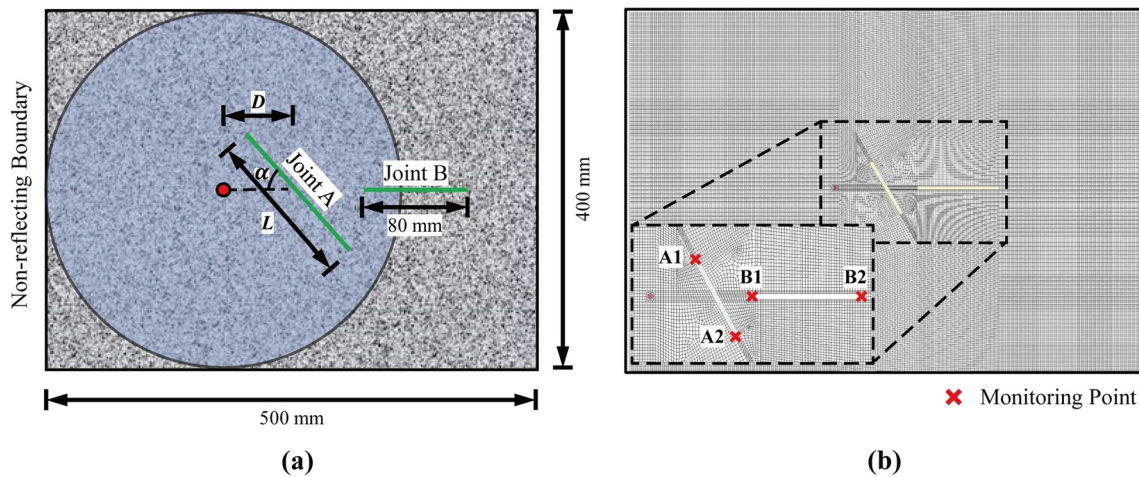 Non-reflecting Boundary
D
α
Joint A
L
Joint B
80 mm
400 mm
500 mm
(a)
A1
B1
B2
A2
Monitoring Point
(b)